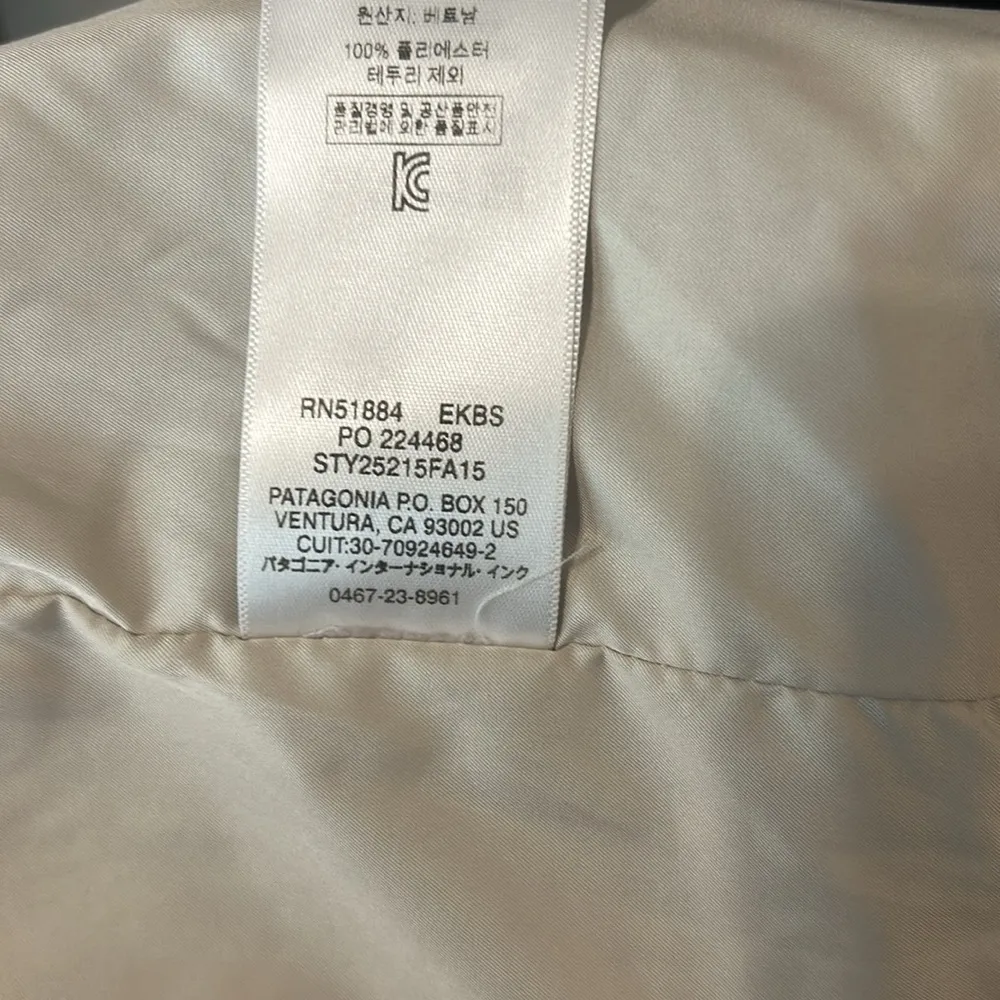 원산지: 베트남
100% 폴리에스터
테두리 제외
품질경영 및 공산품안전
관리법에 의한 품질표시
KC
RN51884 EKBS
PO 224468
STY25215FA15
PATAGONIA P.O. BOX 150
VENTURA, CA 93002 US
CUIT:30-70924649-2
パタゴニア・インターナショナル・インク
0467-23-8961